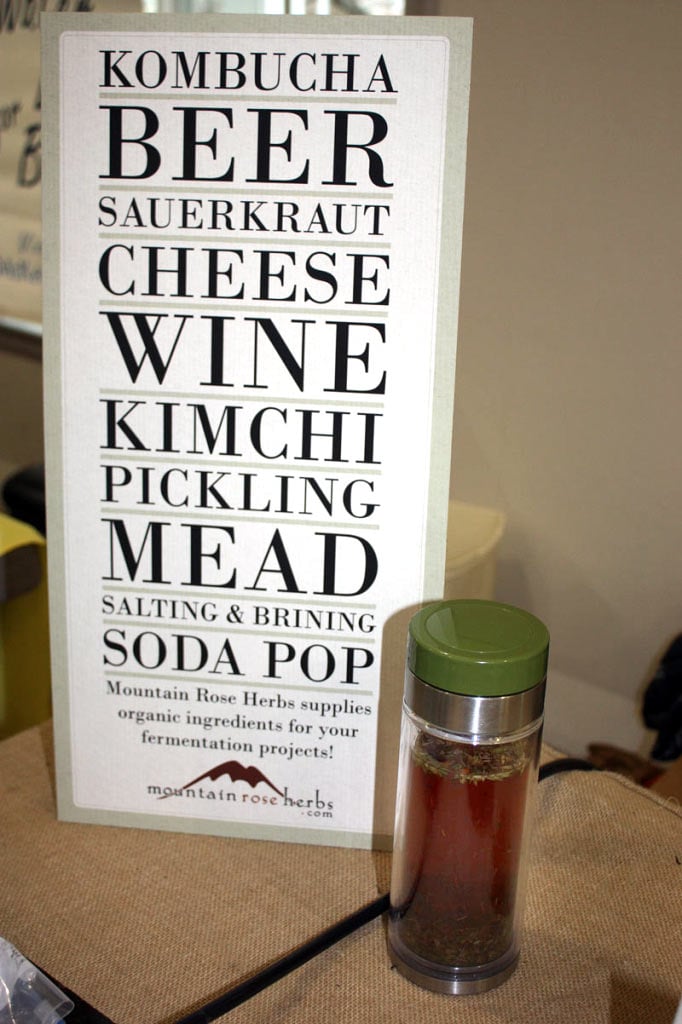 KOMBUCHA
BEER
SAUERKRAUT
CHEESE
WINE
KIMCHI
PICKLING
MEAD
SALTING & BRINING
SODA POP
Mountain Rose Herbs supplies
organic ingredients for your
fermentation projects!
mountain rose herbs
.com